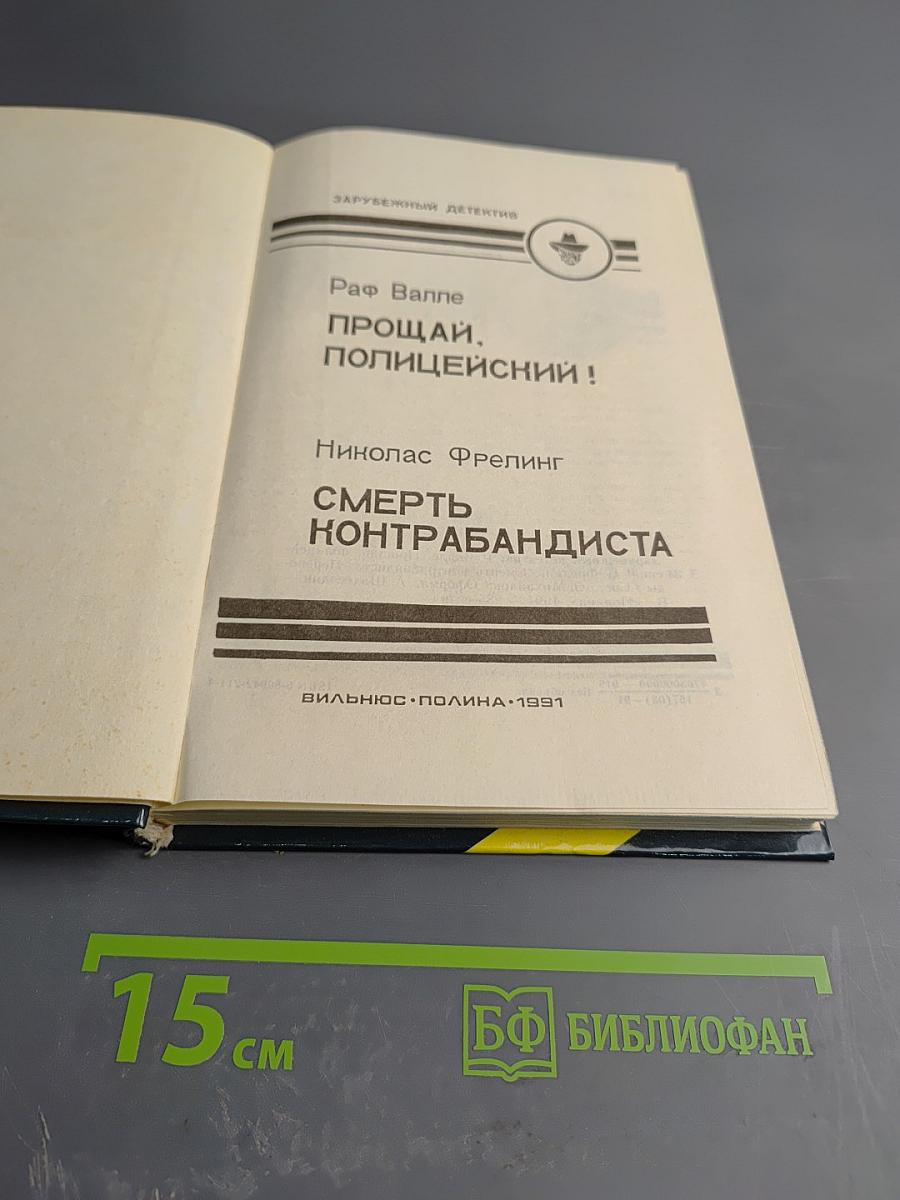 ЗАРУБЕЖНЫЙ ДЕТЕКТИВ
Раф Валле
ПРОЩАЙ,
ПОЛИЦЕЙСКИЙ!
Николас Фрелинг
СМЕРТЬ
КОНТРАБАНДИСТА
ВИЛЬНЮС•ПОЛИНА•1991
15 см
БФ БИБЛИОФАН